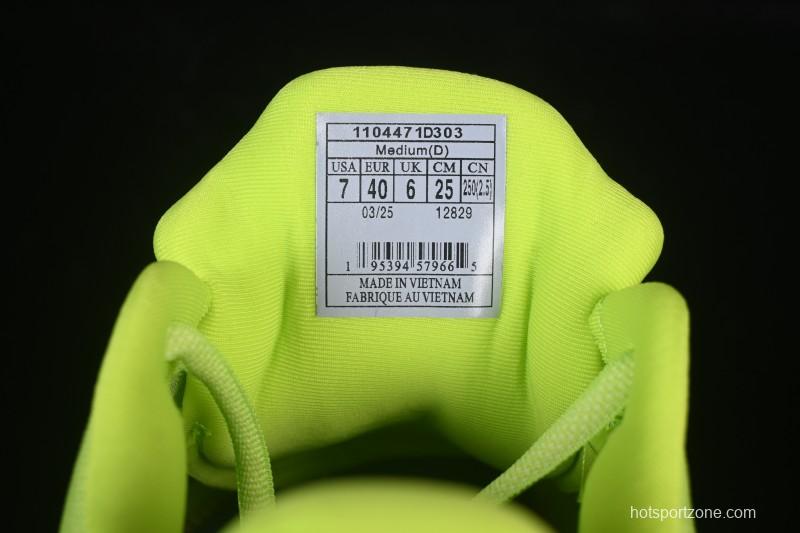 1104471D303
Medium(D)
USA EUR UK CM CN
7 40 6 25 250(2.5)
03/25 12829
1 95394 57966 5
MADE IN VIETNAM
FABRIQUE AU VIETNAM
hotsportzone.com